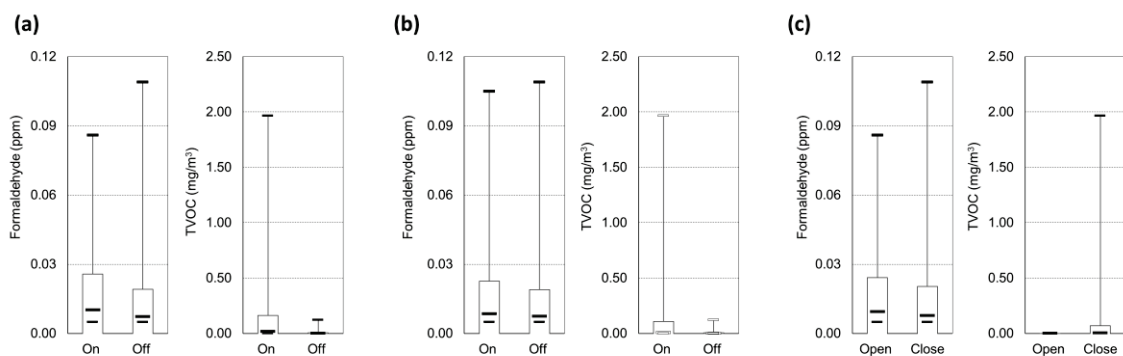 (a)
Formaldehyde (ppm)
0.12
0.09
0.06
0.03
0.00
On Off
TVOC (mg/m³)
2.50
2.00
1.50
1.00
0.50
0.00
On Off
(b)
Formaldehyde (ppm)
0.12
0.09
0.06
0.03
0.00
On Off
TVOC (mg/m³)
2.50
2.00
1.50
1.00
0.50
0.00
On Off
(c)
Formaldehyde (ppm)
0.12
0.09
0.06
0.03
0.00
Open Close
TVOC (mg/m³)
2.50
2.00
1.50
1.00
0.50
0.00
Open Close